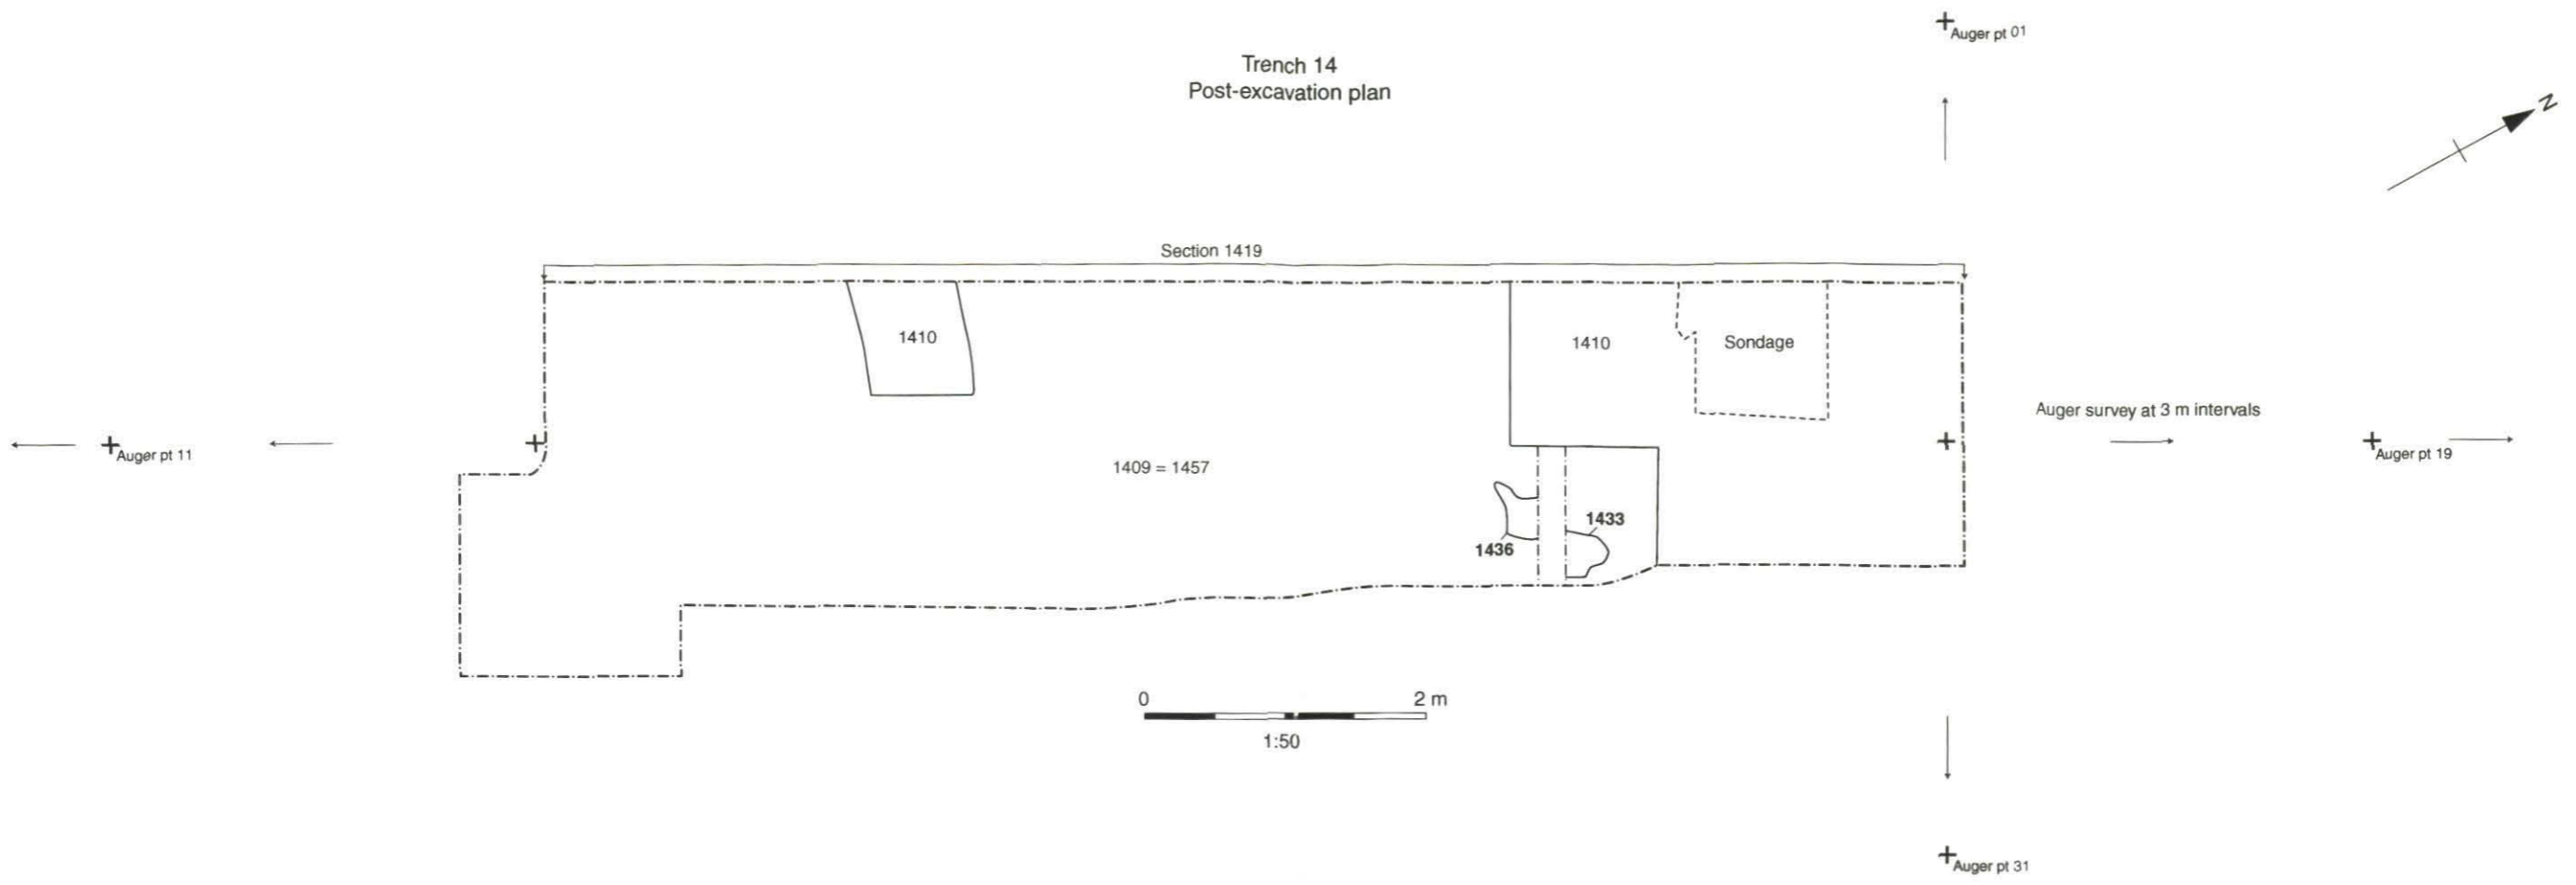 Auger pt 01
Trench 14
Post-excavation plan
N
Section 1419
1410
1410
Sondage
Auger survey at 3 m intervals
Auger pt 11
1409 = 1457
Auger pt 19
1433
1436
0 2 m
1:50
Auger pt 31